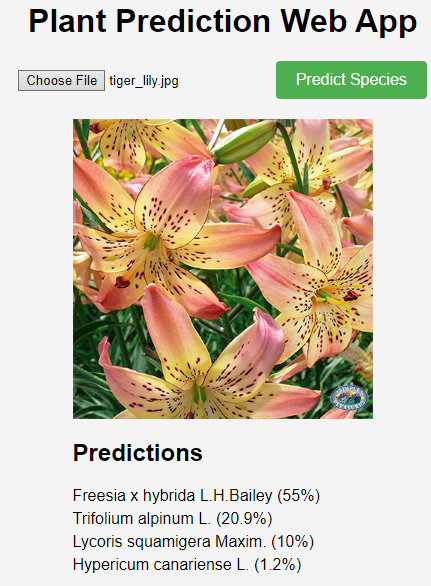 Plant Prediction Web App
Choose File tiger_lily.jpg
Predict Species
Predictions
Freesia x hybrida L.H.Bailey (55%)
Trifolium alpinum L. (20.9%)
Lycoris squamigera Maxim. (10%)
Hypericum canariense L. (1.2%)